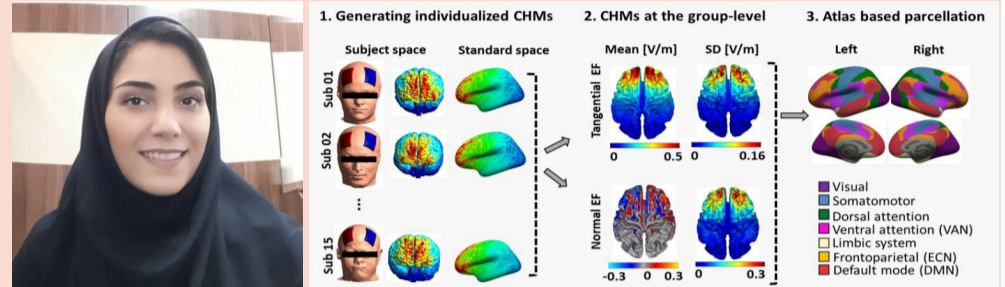 1. Generating individualized CHMs
2. CHMs at the group-level
3. Atlas based parcellation
Subject space
Standard space
Sub 01
Sub 02
⋮
Sub 15
Mean [V/m]
SD [V/m]
Tangential EF
0
0.5
0
0.16
Normal EF
-0.3
0
0.3
0
0.3
Left
Right
Visual
Somatomotor
Dorsal attention
Ventral attention (VAN)
Limbic system
Frontoparietal (ECN)
Default mode (DMN)